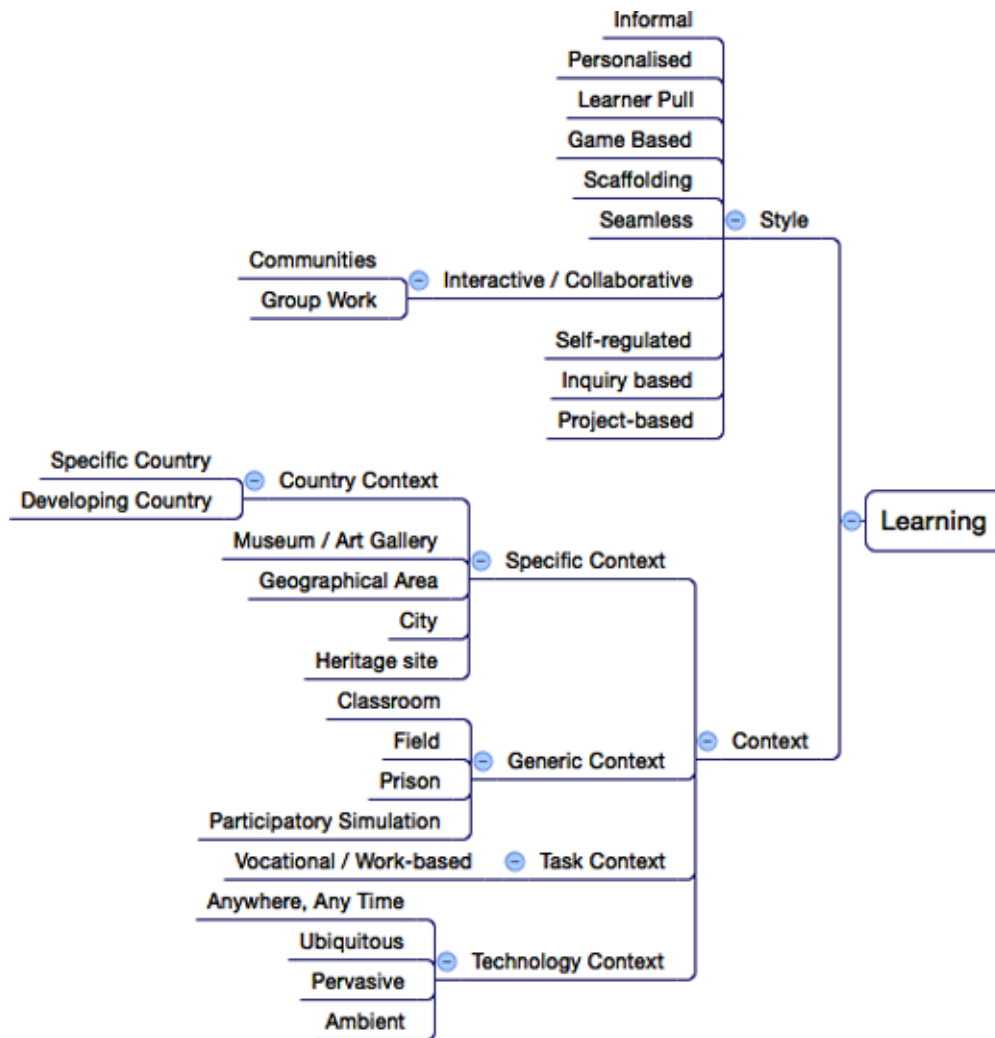 Informal
Personalised
Learner Pull
Game Based
Scaffolding
Seamless
Style
Communities
Interactive / Collaborative
Group Work
Self-regulated
Inquiry based
Project-based
Specific Country
Country Context
Developing Country
Learning
Museum / Art Gallery
Specific Context
Geographical Area
City
Heritage site
Classroom
Field
Context
Generic Context
Prison
Participatory Simulation
Vocational / Work-based
Task Context
Anywhere, Any Time
Ubiquitous
Technology Context
Pervasive
Ambient